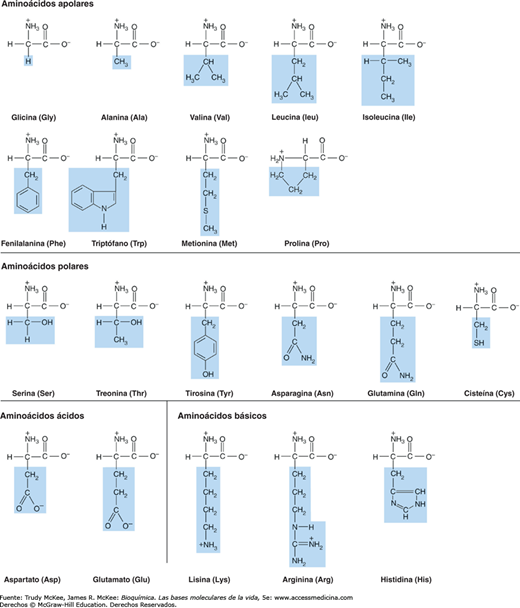 Aminoácidos apolares
Glicina (Gly) Alanina (Ala) Valina (Val) Leucina (leu) Isoleucina (Ile)
Fenilalanina (Phe) Triptófano (Trp) Metionina (Met) Prolina (Pro)
Aminoácidos polares
Serina (Ser) Treonina (Thr) Tirosina (Tyr) Asparagina (Asn) Glutamina (Gln) Cisteína (Cys)
Aminoácidos ácidos Aminoácidos básicos
Aspartato (Asp) Glutamato (Glu) Lisina (Lys) Arginina (Arg) Histidina (His)
Fuente: Trudy McKee, James R. McKee: Bioquímica. Las bases moleculares de la vida, 5e: www.accessmedicina.com
Derechos © McGraw-Hill Education. Derechos Reservados.